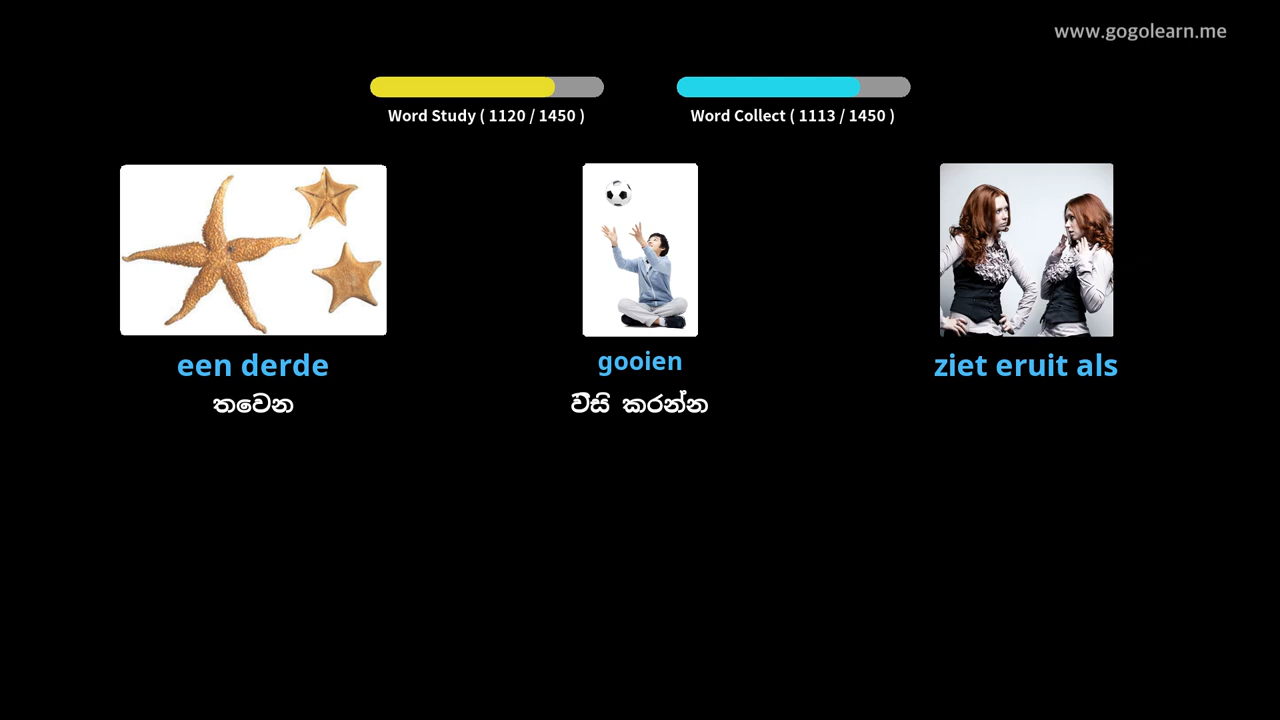 www.gogolearn.me
Word Study ( 1120 / 1450 )
Word Collect ( 1113 / 1450 )
een derde
තවෙන
gooien
වීසි කරන්න
ziet eruit als